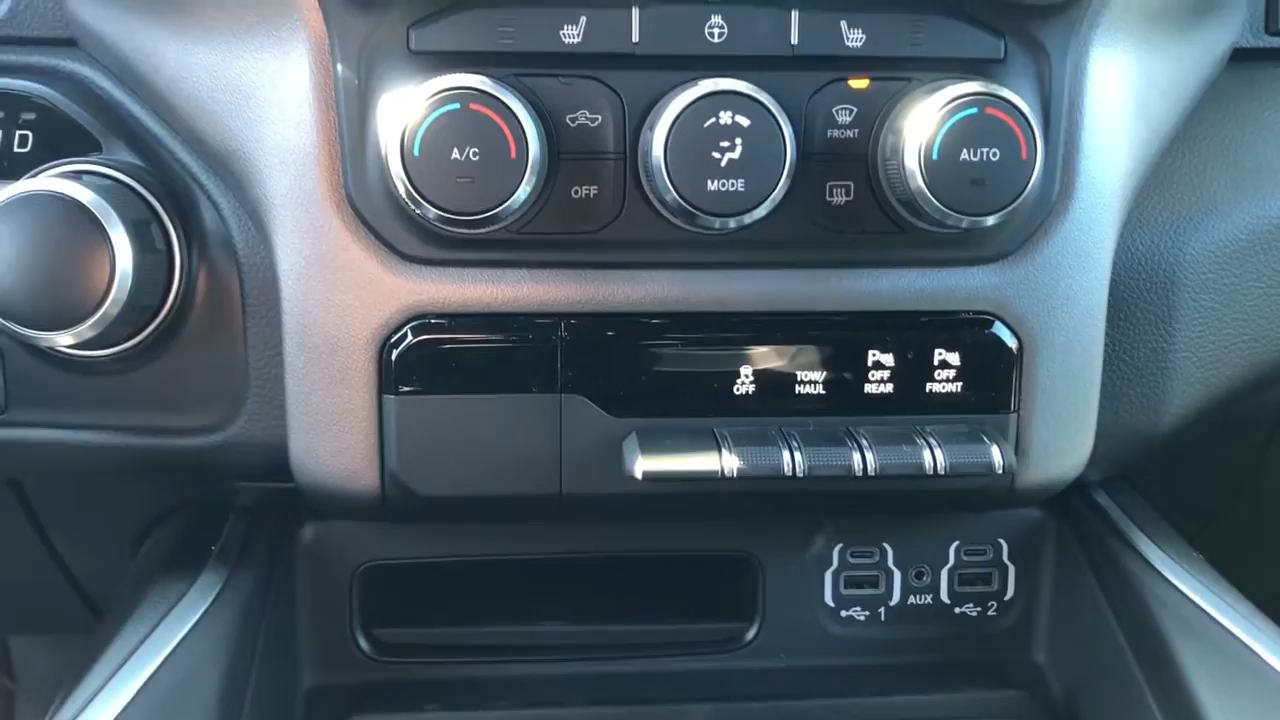 D
A/C
OFF
MODE
FRONT
AUTO
OFF
TOW/
HAUL
P
OFF
REAR
P
OFF
FRONT
1
AUX
2